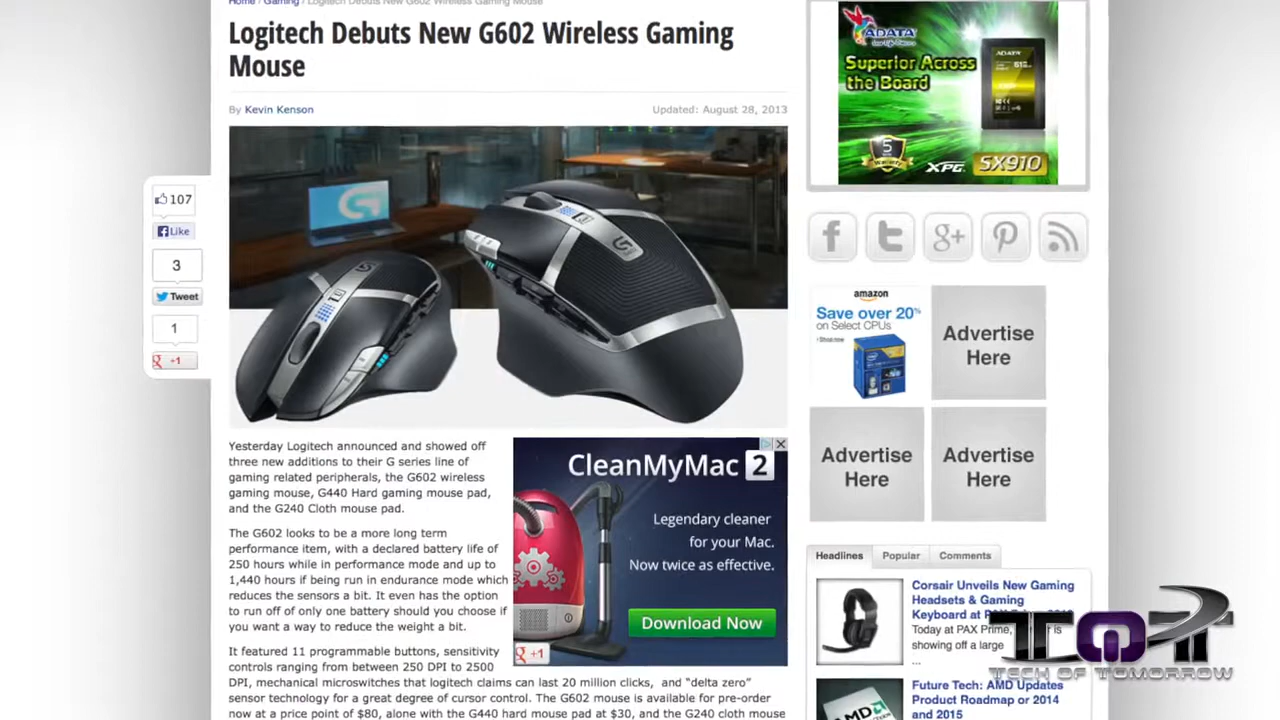 Home / Gaming / Logitech Debuts New G602 Wireless Gaming Mouse
Logitech Debuts New G602 Wireless Gaming
Mouse
By Kevin Kenson
Updated: August 28, 2013
107
Like
3
Tweet
1
+1
Yesterday Logitech announced and showed off
three new additions to their G series line of
gaming related peripherals, the G602 wireless
gaming mouse, G440 Hard gaming mouse pad,
and the G240 Cloth mouse pad.
The G602 looks to be a more long term
performance item, with a declared battery life of
250 hours while in performance mode and up to
1,440 hours if being run in endurance mode which
reduces the sensors a bit. It even has the option
to run off of only one battery should you choose if
you want a way to reduce the weight a bit.
It featured 11 programmable buttons, sensitivity
controls ranging from between 250 DPI to 2500
DPI, mechanical microswitches that logitech claims can last 20 million clicks, and “delta zero”
sensor technology for a great degree of cursor control. The G602 mouse is available for pre-order
now at a price point of $80, along with the G440 hard mouse pad at $30, and the G240 cloth mouse
CleanMyMac 2
Legendary cleaner
for your Mac.
Now twice as effective.
Download Now
+1
ADATA
Superior Across
the Board
5
XPG SX910
amazon
Save over 20%
on Select CPUs
Advertise
Here
Advertise
Here
Advertise
Here
Headlines Popular Comments
Corsair Unveils New Gaming
Headsets & Gaming
Keyboard at PAX
Today at PAX Prime,
showing off a large
...
AMD
Future Tech: AMD Updates
Product Roadmap or 2014
and 2015
TOT
TECH OF TOMORROW